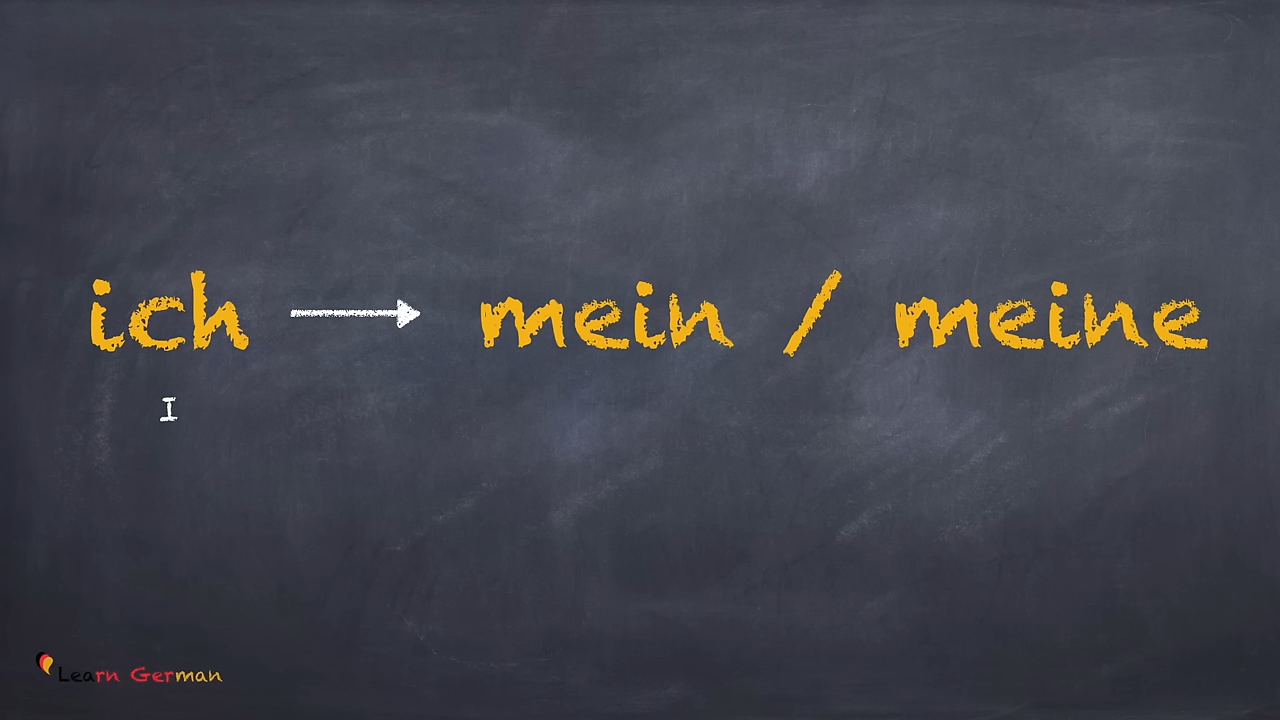 ich → mein / meine
I
Learn German